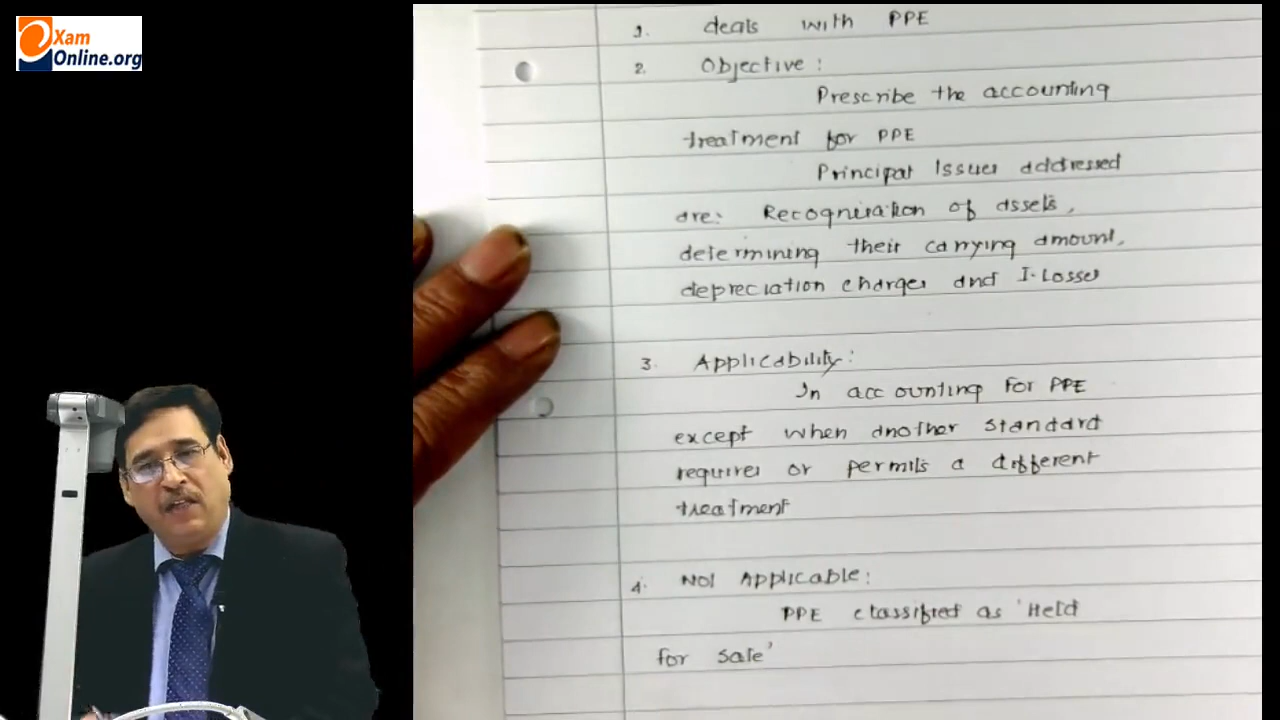 Xam
Online.org
1. deals with PPE
2. Objective:
Prescribe the accounting
treatment for PPE
Principal Issues addressed
are: Recognisation of assets,
determining their carrying amount,
depreciation charges and I.Losses
3. Applicability:
In accounting for PPE
except when another standard
requires or permits a different
treatment
4. Not Applicable:
PPE classified as 'Held
for sale'